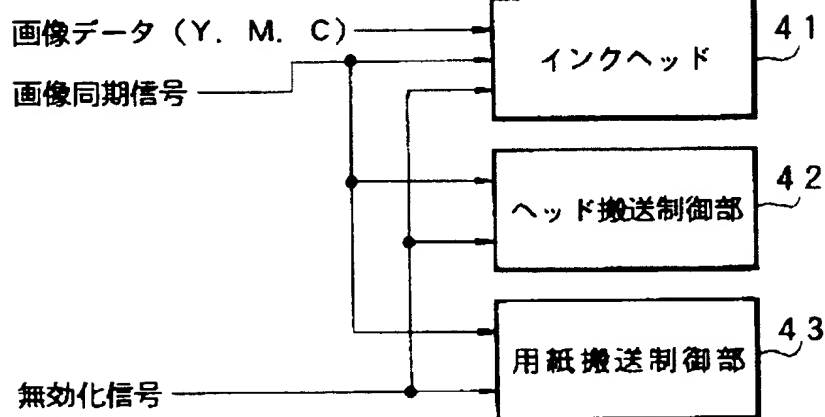 画像データ（Y．M．C）
41
インクヘッド
画像同期信号
42
ヘッド搬送制御部
43
用紙搬送制御部
無効化信号